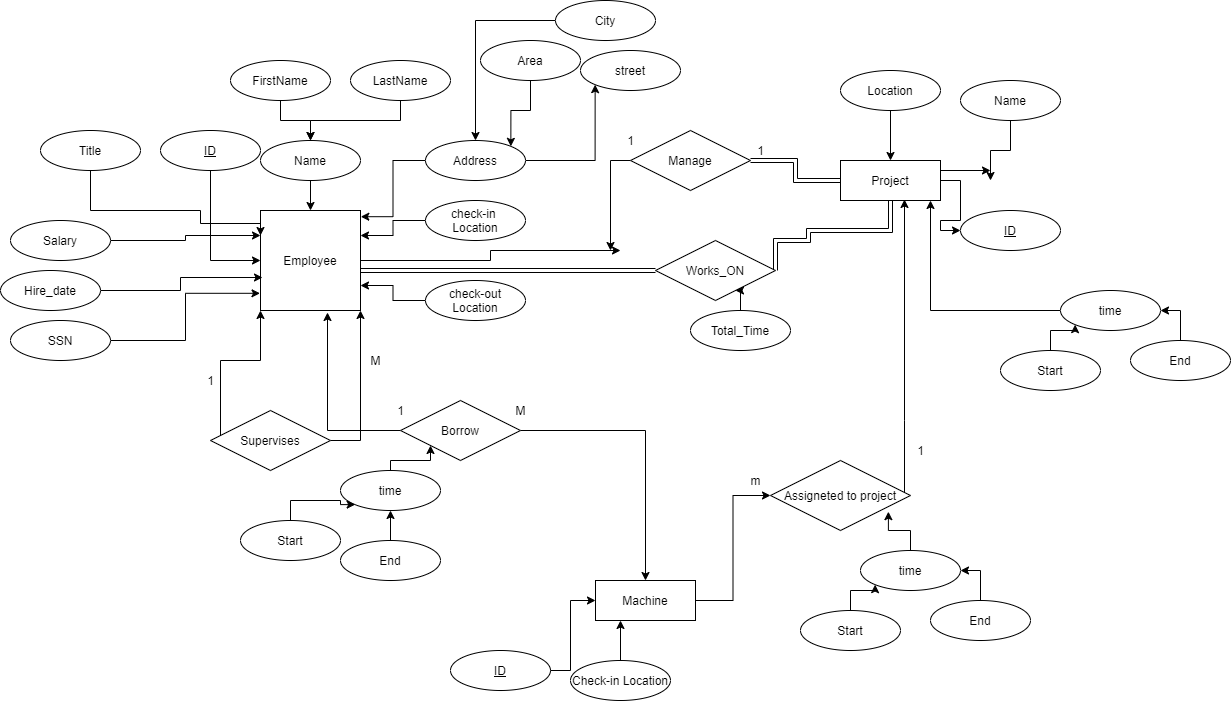 City
Area
street
FirstName
LastName
Location
Name
Title
ID
Name
Address
1
Manage
1
Project
check-in
Location
Salary
Employee
ID
Works_ON
Hire_date
check-out
Location
Total_Time
time
SSN
Start
End
1
M
Supervises
1
Borrow
M
1
time
m
Assigneted to project
Start
End
time
Machine
Start
End
ID
Check-in Location